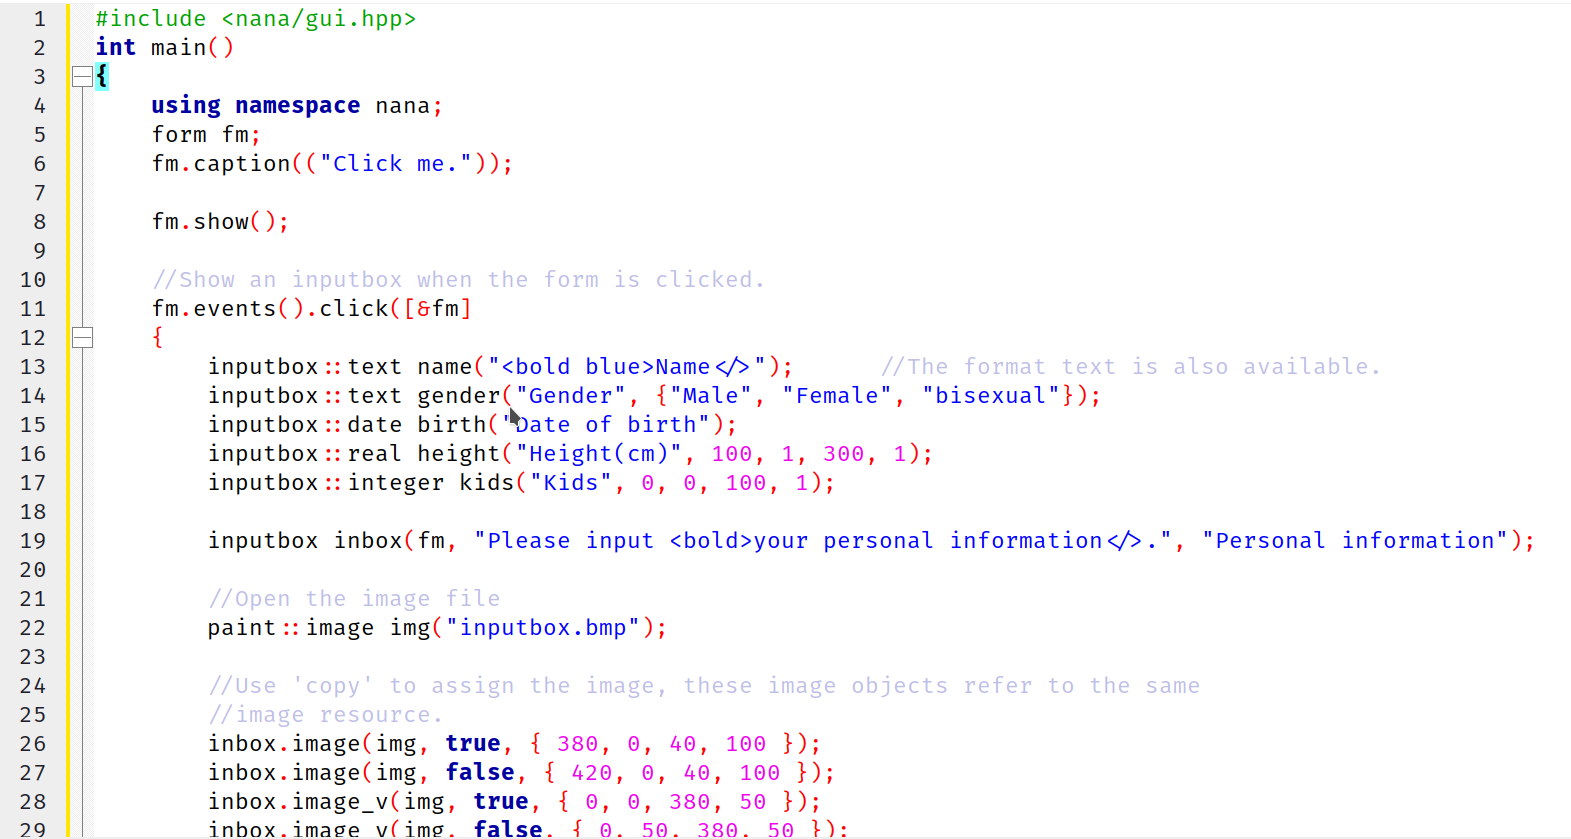 1 #include <nana/gui.hpp>
2 int main()
3 {
4 using namespace nana;
5 form fm;
6 fm.caption(("Click me."));
7
8 fm.show();
9
10 //Show an inputbox when the form is clicked.
11 fm.events().click([&fm]
12 {
13 inputbox::text name("<bold blue>Name</>"); //The format text is also available.
14 inputbox::text gender("Gender", {"Male", "Female", "bisexual"});
15 inputbox::date birth("Date of birth");
16 inputbox::real height("Height(cm)", 100, 1, 300, 1);
17 inputbox::integer kids("Kids", 0, 0, 100, 1);
18
19 inputbox inbox(fm, "Please input <bold>your personal information</>.", "Personal information");
20
21 //Open the image file
22 paint::image img("inputbox.bmp");
23
24 //Use 'copy' to assign the image, these image objects refer to the same
25 //image resource.
26 inbox.image(img, true, { 380, 0, 40, 100 });
27 inbox.image(img, false, { 420, 0, 40, 100 });
28 inbox.image_v(img, true, { 0, 0, 380, 50 });
29 inbox.image_v(img, false, { 0, 50, 380, 50 });